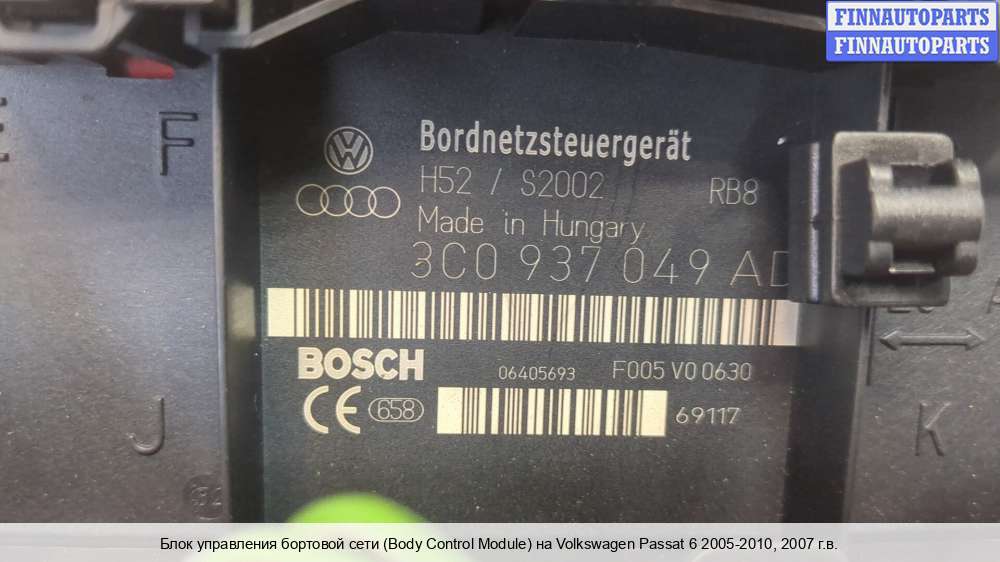 FINNAUTOPARTS
FINNAUTOPARTS
F
Bordnetzsteuergerät
H52 / S2002 RB8
Made in Hungary
3C0 937 049 AD
BOSCH 06405693 F005 V0 0630
CE 658 69117
J
K
Блок управления бортовой сети (Body Control Module) на Volkswagen Passat 6 2005-2010, 2007 г.в.